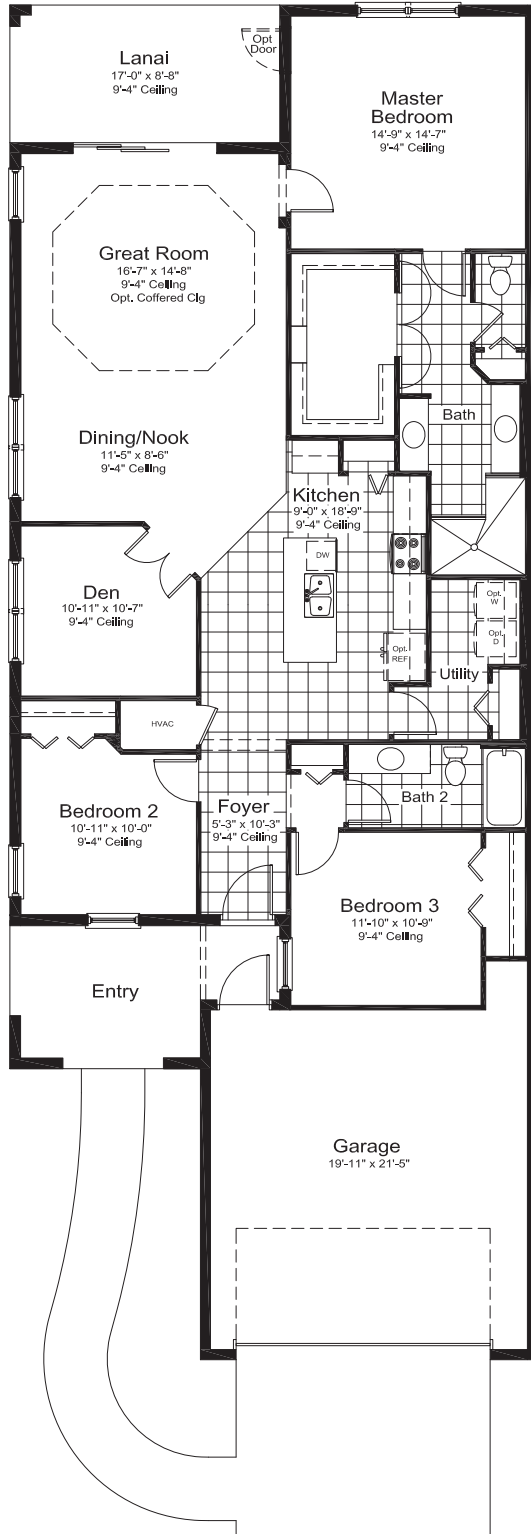 Lanai
17'-0" x 8'-8"
9'-4" Ceiling
Opt
Door
Master
Bedroom
14'-9" x 14'-7"
9'-4" Ceiling
Great Room
16'-7" x 14'-8"
9'-4" Ceiling
Opt. Coffered Clg
Dining/Nook
11'-5" x 8'-6"
9'-4" Ceiling
Bath
Kitchen
9'-0" x 18'-9"
9'-4" Ceiling
DW
Den
10'-11" x 10'-7"
9'-4" Ceiling
Opt.
W
Opt.
D
Opt.
REF
Utility
HVAC
Bedroom 2
10'-11" x 10'-0"
9'-4" Ceiling
Foyer
5'-3" x 10'-3"
9'-4" Ceiling
Bath 2
Bedroom 3
11'-10" x 10'-9"
9'-4" Ceiling
Entry
Garage
19'-11" x 21'-5"